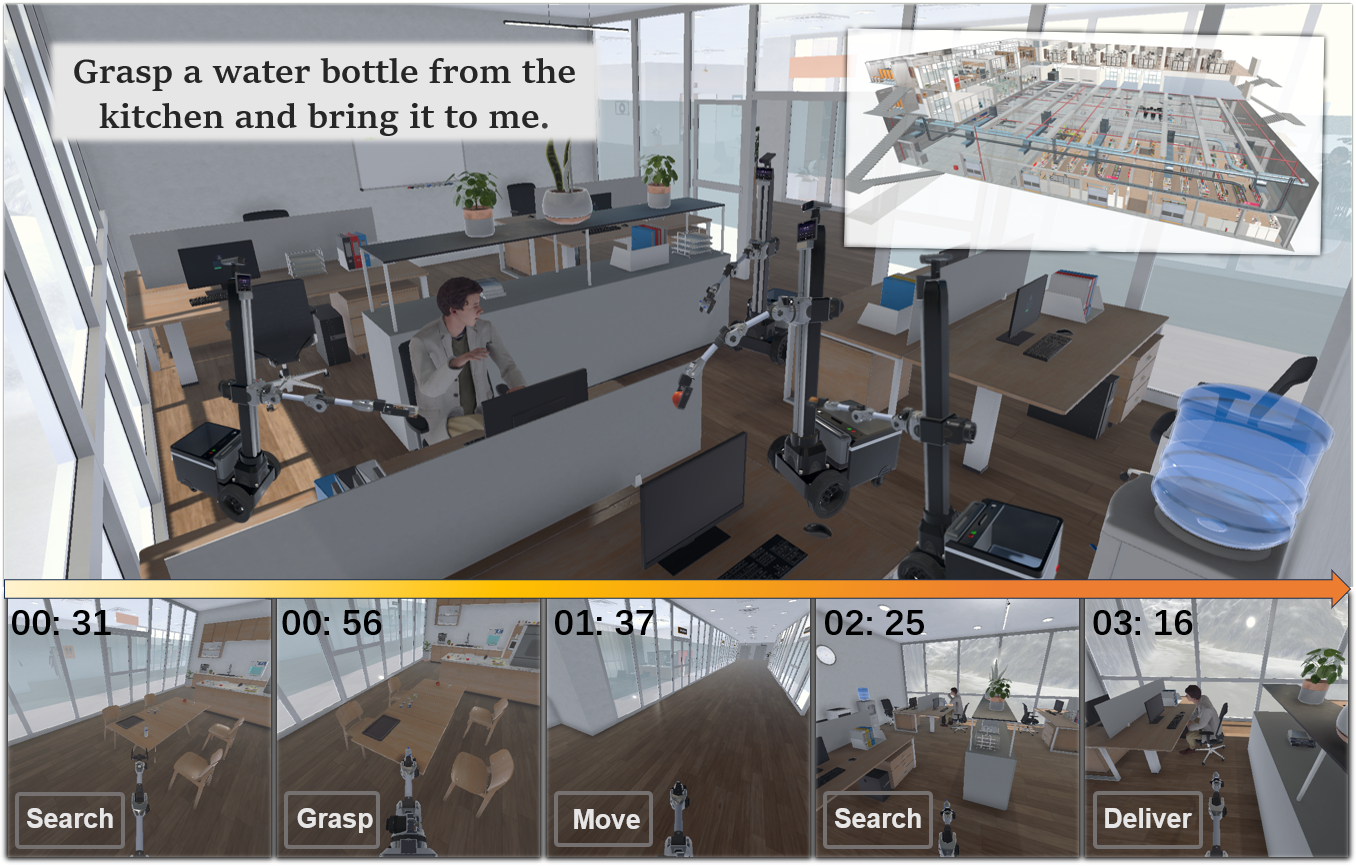 Grasp a water bottle from the
kitchen and bring it to me.
00: 31
00: 56
01: 37
02: 25
03: 16
Search
Grasp
Move
Search
Deliver